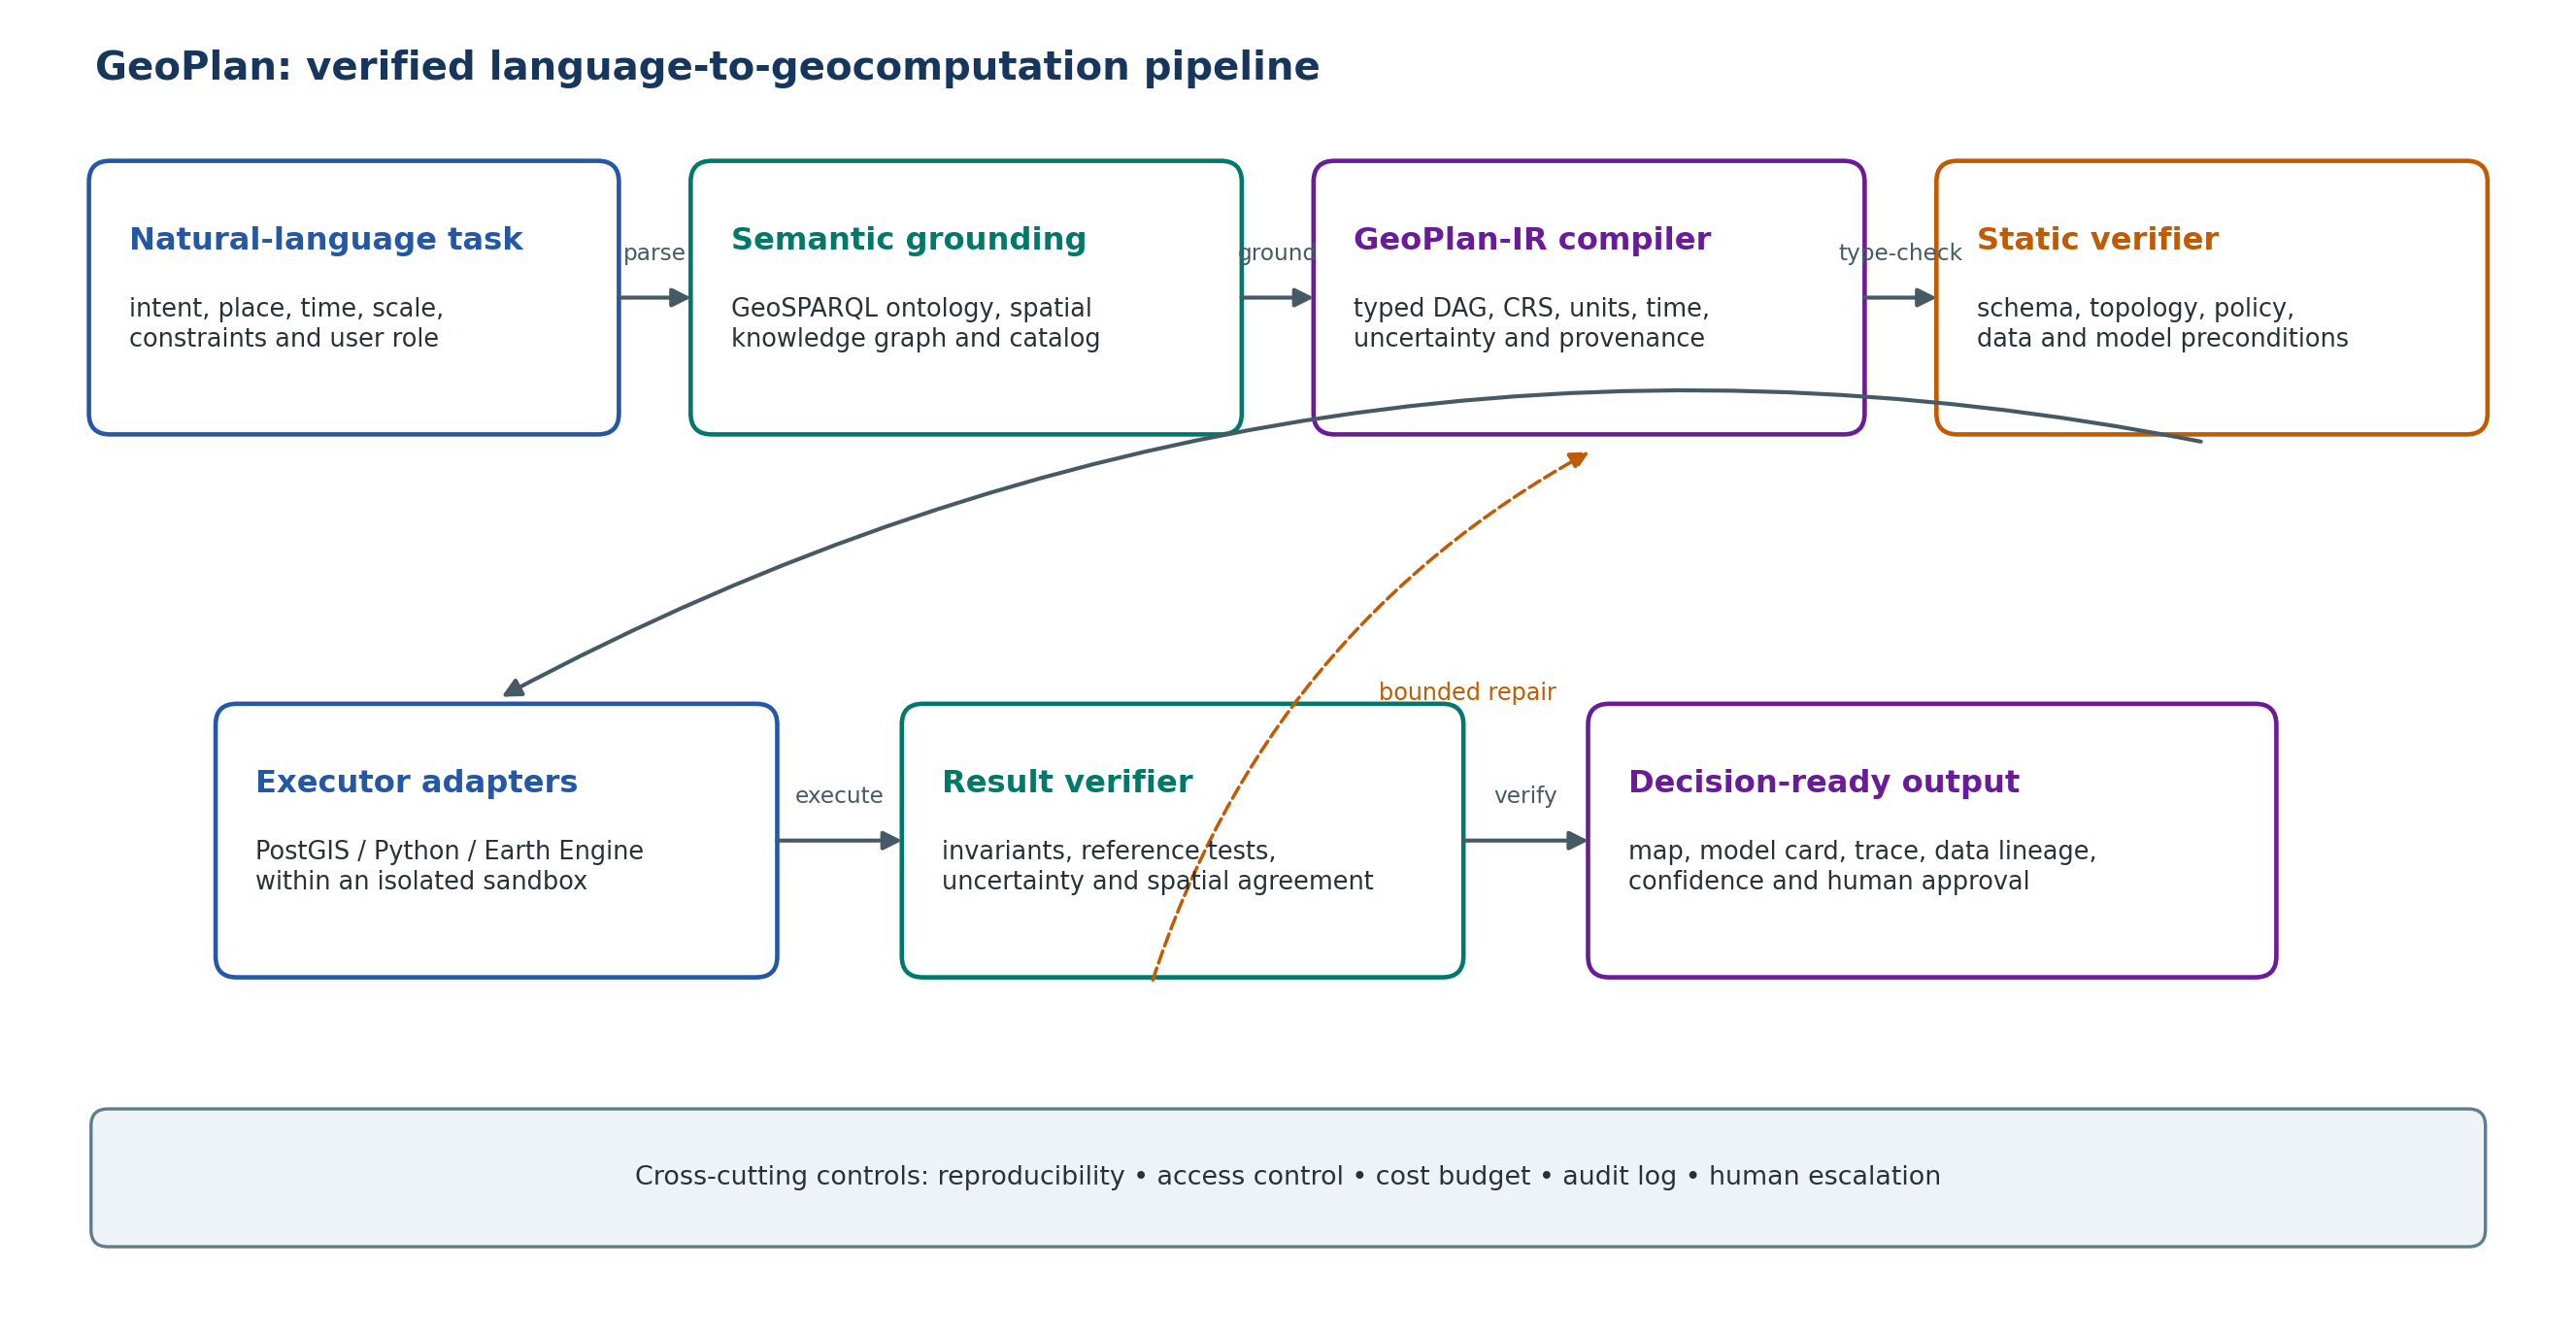 GeoPlan: verified language-to-geocomputation pipeline
Natural-language task
intent, place, time, scale,
constraints and user role
parse
Semantic grounding
GeoSPARQL ontology, spatial
knowledge graph and catalog
ground
GeoPlan-IR compiler
typed DAG, CRS, units, time,
uncertainty and provenance
type-check
Static verifier
schema, topology, policy,
data and model preconditions
bounded repair
Executor adapters
PostGIS / Python / Earth Engine
within an isolated sandbox
execute
Result verifier
invariants, reference tests,
uncertainty and spatial agreement
verify
Decision-ready output
map, model card, trace, data lineage,
confidence and human approval
Cross-cutting controls: reproducibility • access control • cost budget • audit log • human escalation